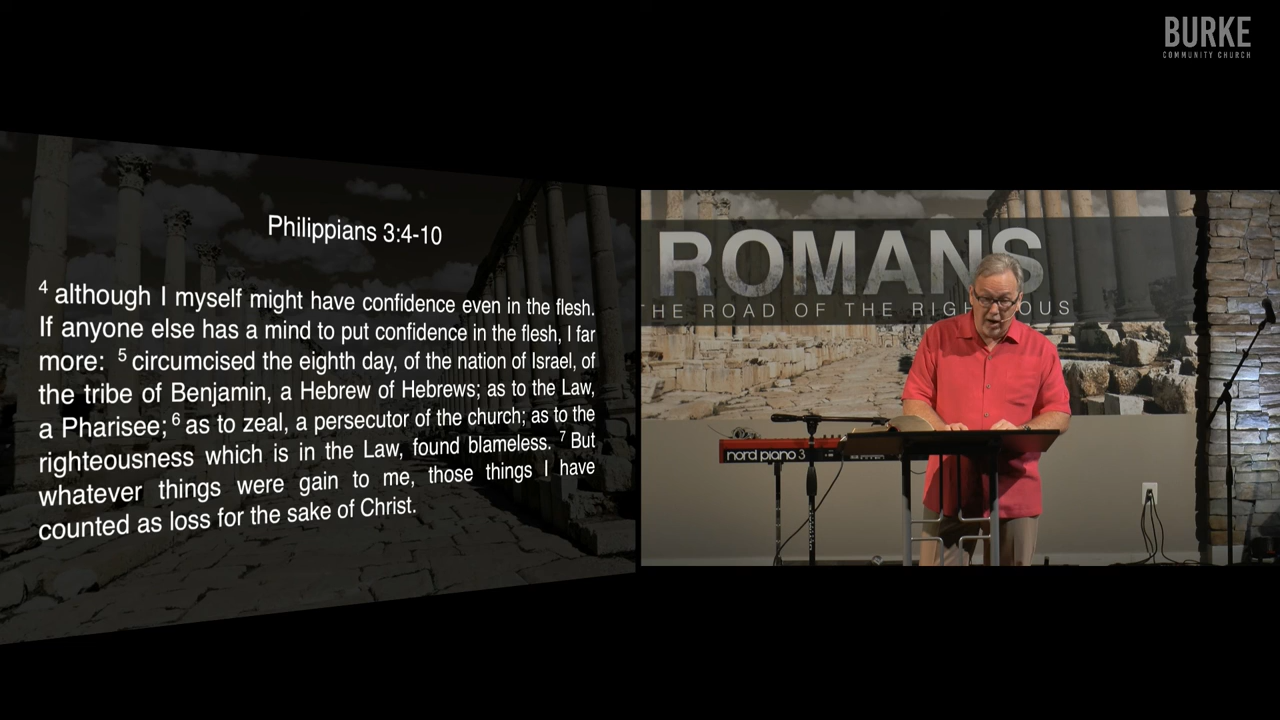 BURKE
COMMUNITY CHURCH
Philippians 3:4-10
4 although I myself might have confidence even in the flesh.
If anyone else has a mind to put confidence in the flesh, I far
more: 5 circumcised the eighth day, of the nation of Israel, of
the tribe of Benjamin, a Hebrew of Hebrews; as to the Law,
a Pharisee; 6 as to zeal, a persecutor of the church; as to the
righteousness which is in the Law, found blameless. 7 But
whatever things were gain to me, those things I have
counted as loss for the sake of Christ.
ROMANS
THE ROAD OF THE OUS
nord piano 3